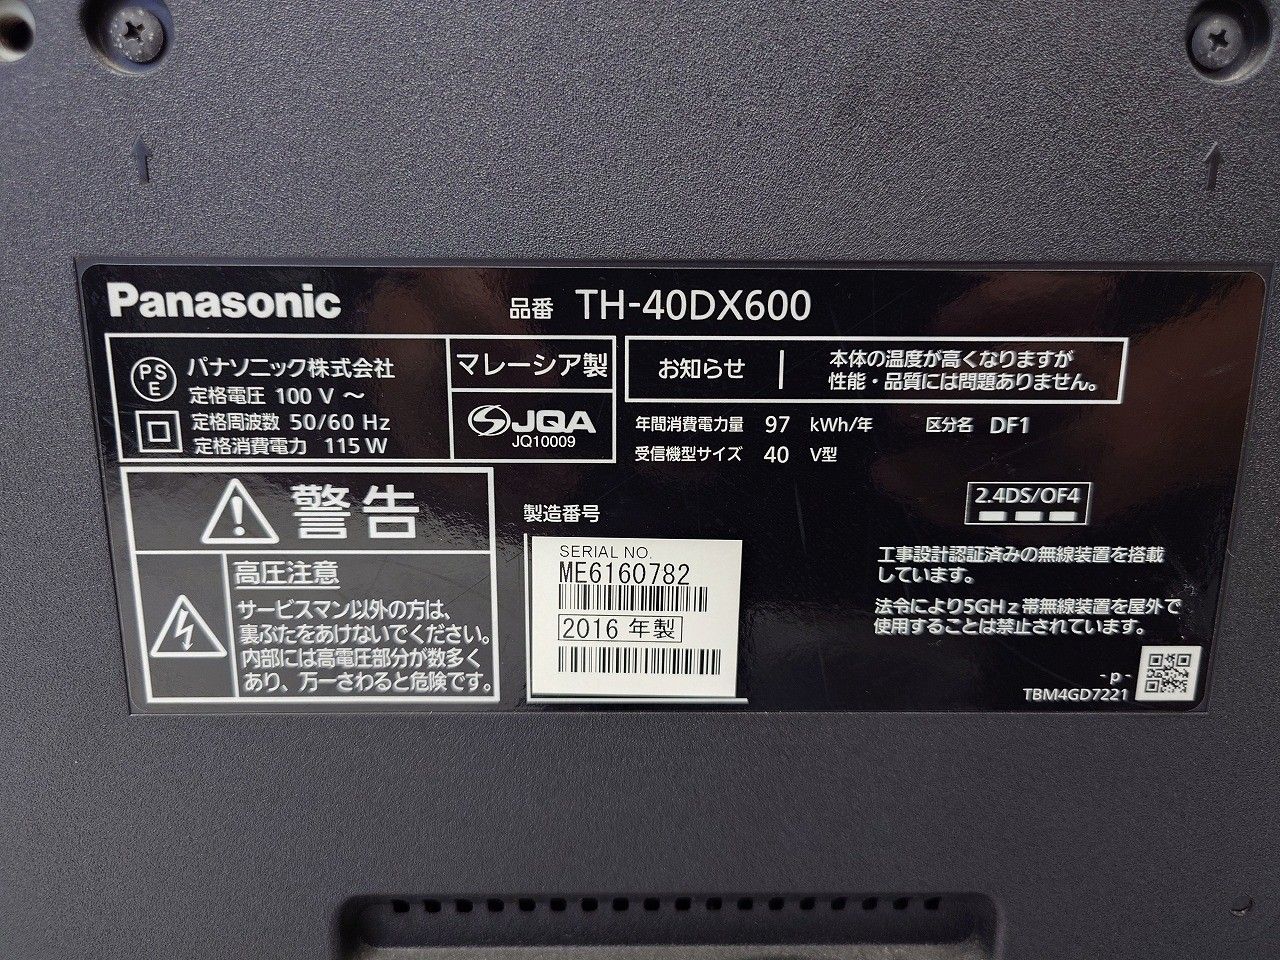 Panasonic
品番 TH-40DX600
PS
E
パナソニック株式会社
定格電圧 100 V ～
定格周波数 50/60 Hz
定格消費電力 115 W
マレーシア製
JQA
JQ10009
お知らせ
本体の温度が高くなりますが
性能・品質には問題ありません。
年間消費電力量 97 kWh/年 区分名 DF1
受信機型サイズ 40 V型
警告
高圧注意
サービスマン以外の方は、
裏ぶたをあけないでください。
内部には高電圧部分が数多く
あり、万一さわると危険です。
製造番号
SERIAL NO.
ME6160782
2016 年製
2.4DS/OF4
工事設計認証済みの無線装置を搭載
しています。
法令により5GHz帯無線装置を屋外で
使用することは禁止されています。
- p -
TBM4GD7221